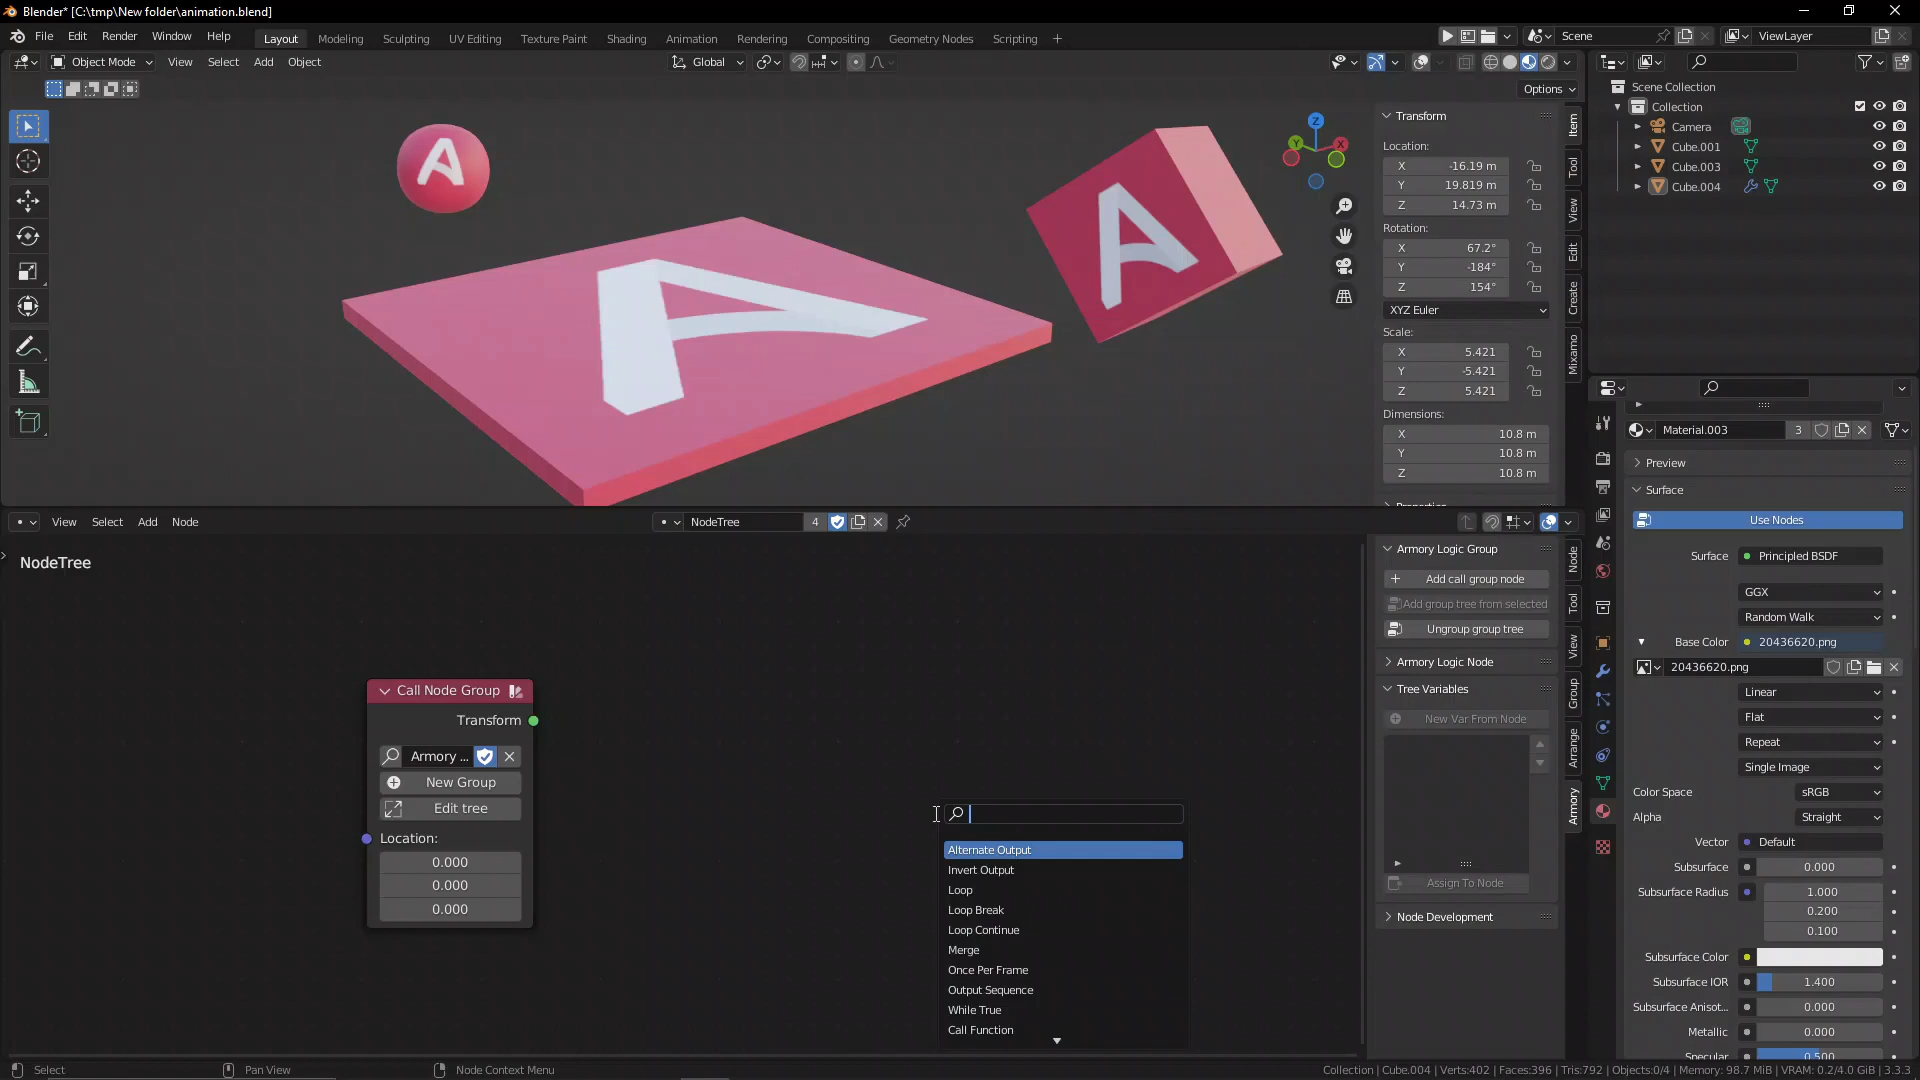 Blender* [C:\tmp\New folder\animation.blend]
File Edit Render Window Help Layout Modeling Sculpting UV Editing Texture Paint Shading Animation Rendering Compositing Geometry Nodes Scripting + Scene ViewLayer
Object Mode View Select Add Object Global
Options
A
A
A
Z
Y
X
Transform
Location:
X -16.19 m
Y 19.819 m
Z 14.73 m
Rotation:
X 67.2°
Y -184°
Z 154°
XYZ Euler
Scale:
X 5.421
Y -5.421
Z 5.421
Dimensions:
X 10.8 m
Y 10.8 m
Z 10.8 m
Properties
Item
Tool
View
Edit
Create
Mixamo
Scene Collection
Collection
Camera
Cube.001
Cube.003
Cube.004
View Select Add Node NodeTree 4
NodeTree
Call Node Group
Transform
Armory ...
New Group
Edit tree
Location:
0.000
0.000
0.000
Alternate Output
Invert Output
Loop
Loop Break
Loop Continue
Merge
Once Per Frame
Output Sequence
While True
Call Function
Armory Logic Group
Add call group node
Add group tree from selected
Ungroup group tree
Armory Logic Node
Tree Variables
New Var From Node
Assign To Node
Node Development
Node
Tool
View
Group
Arrange
Armory
Material.003 3
Preview
Surface
Use Nodes
Surface Principled BSDF
GGX
Random Walk
Base Color 20436620.png
20436620.png
Linear
Flat
Repeat
Single Image
Color Space sRGB
Alpha Straight
Vector Default
Subsurface 0.000
Subsurface Radius 1.000
0.200
0.100
Subsurface Color
Subsurface IOR 1.400
Subsurface Anisot... 0.000
Metallic 0.000
Specular 0.500
Select Pan View Node Context Menu Collection | Cube.004 | Verts:402 | Faces:396 | Tris:792 | Objects:0/4 | Memory: 98.7 MiB | VRAM: 0.2/4.0 GiB | 3.3.3